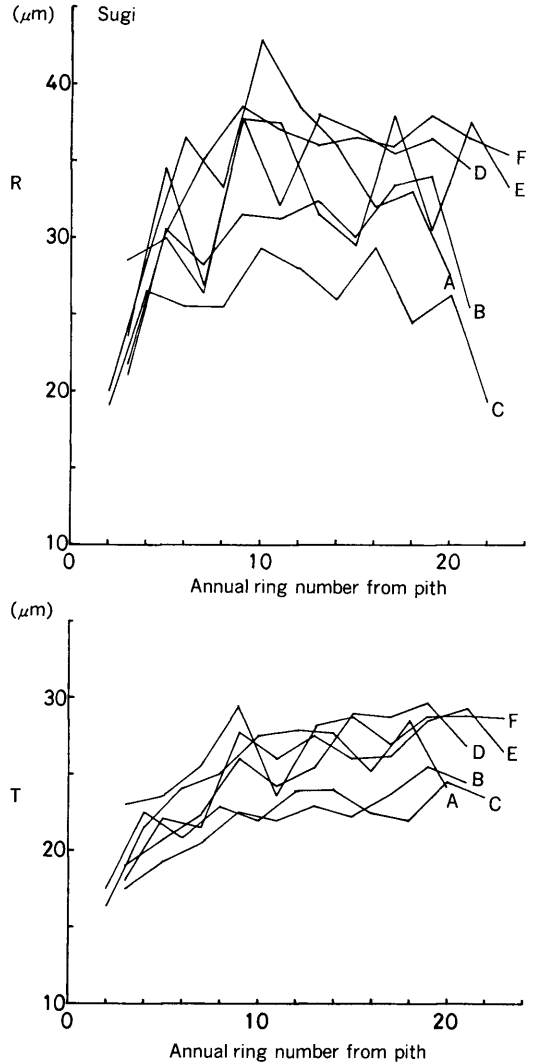 (μm) Sugi
40
R
30
20
10
0 10 20
Annual ring number from pith
F
D
E
A
B
C
(μm)
30
T
20
10
0 10 20
Annual ring number from pith
F
D
E
B
A
C